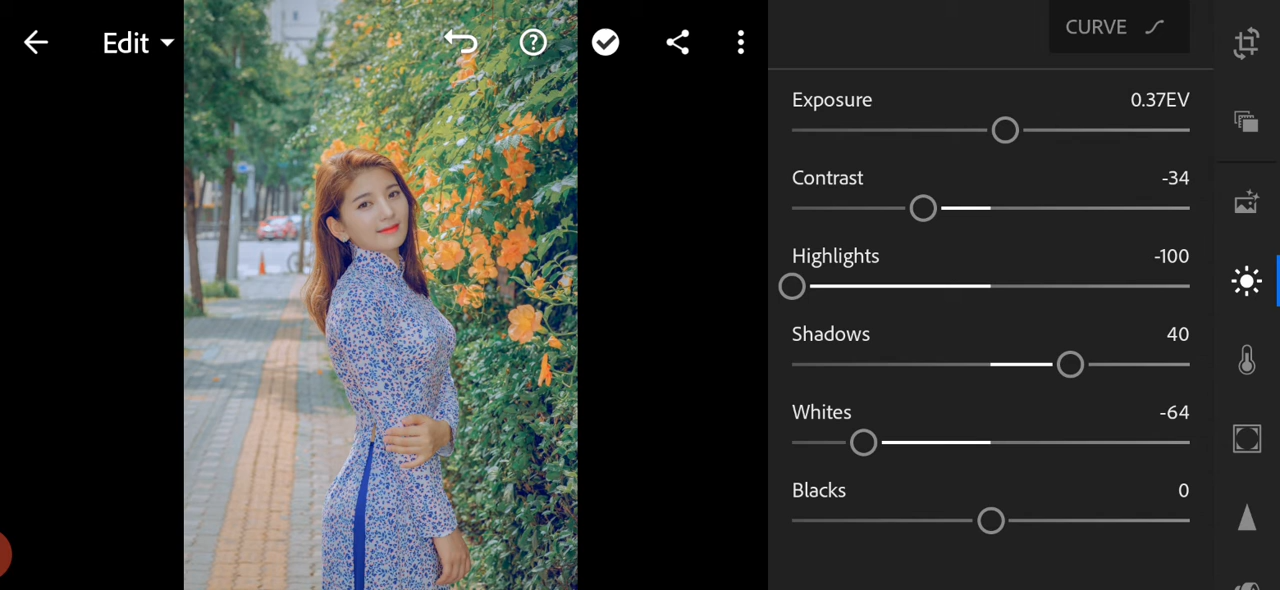 Edit
CURVE
Exposure 0.37EV
Contrast -34
Highlights -100
Shadows 40
Whites -64
Blacks 0